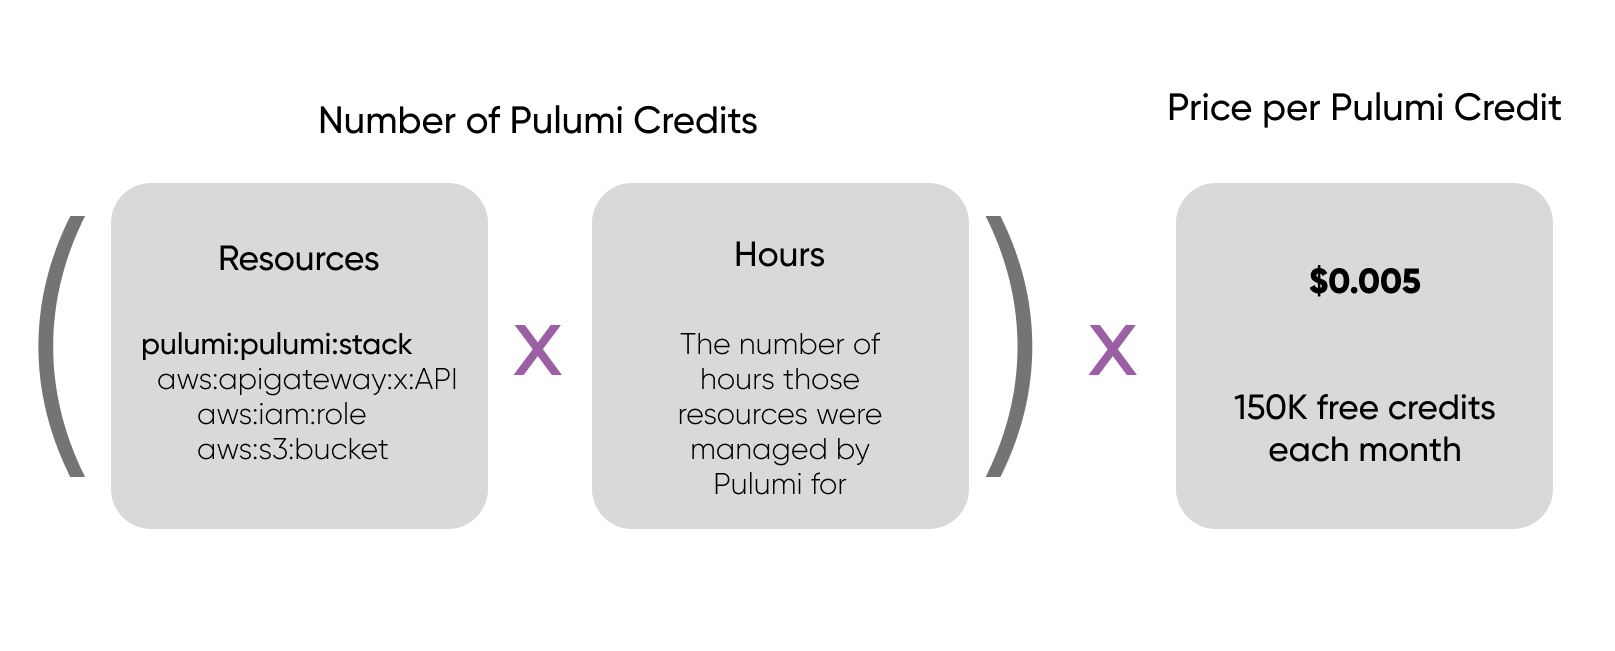 Number of Pulumi Credits
Price per Pulumi Credit
(
Resources
pulumi:pulumi:stack
aws:apigateway:x:API
aws:iam:role
aws:s3:bucket
x
Hours
The number of
hours those
resources were
managed by
Pulumi for
)
x
$0.005
150K free credits
each month